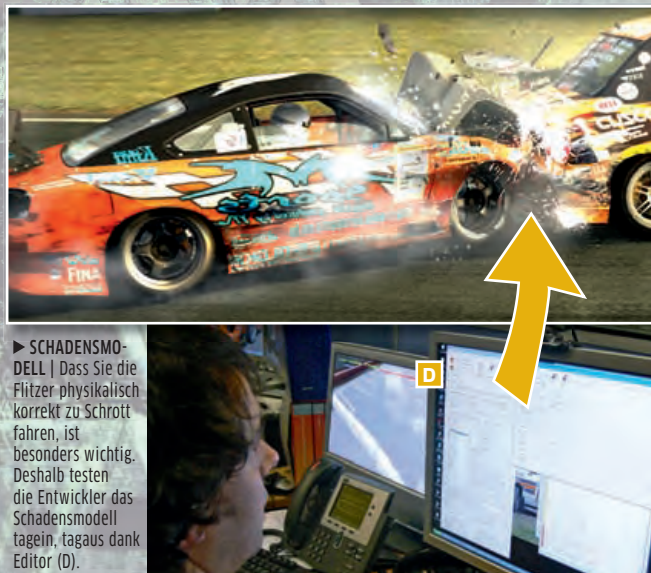 FINA
▶ SCHADENSMO-
DELL | Dass Sie die
Flitzer physikalisch
korrekt zu Schrott
fahren, ist
besonders wichtig.
Deshalb testen
die Entwickler das
Schadensmodell
tagein, tagaus dank
Editor (D).
D